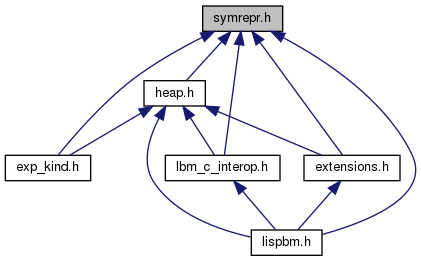 symrepr.h
heap.h
exp_kind.h
lbm_c_interop.h
extensions.h
lispbm.h